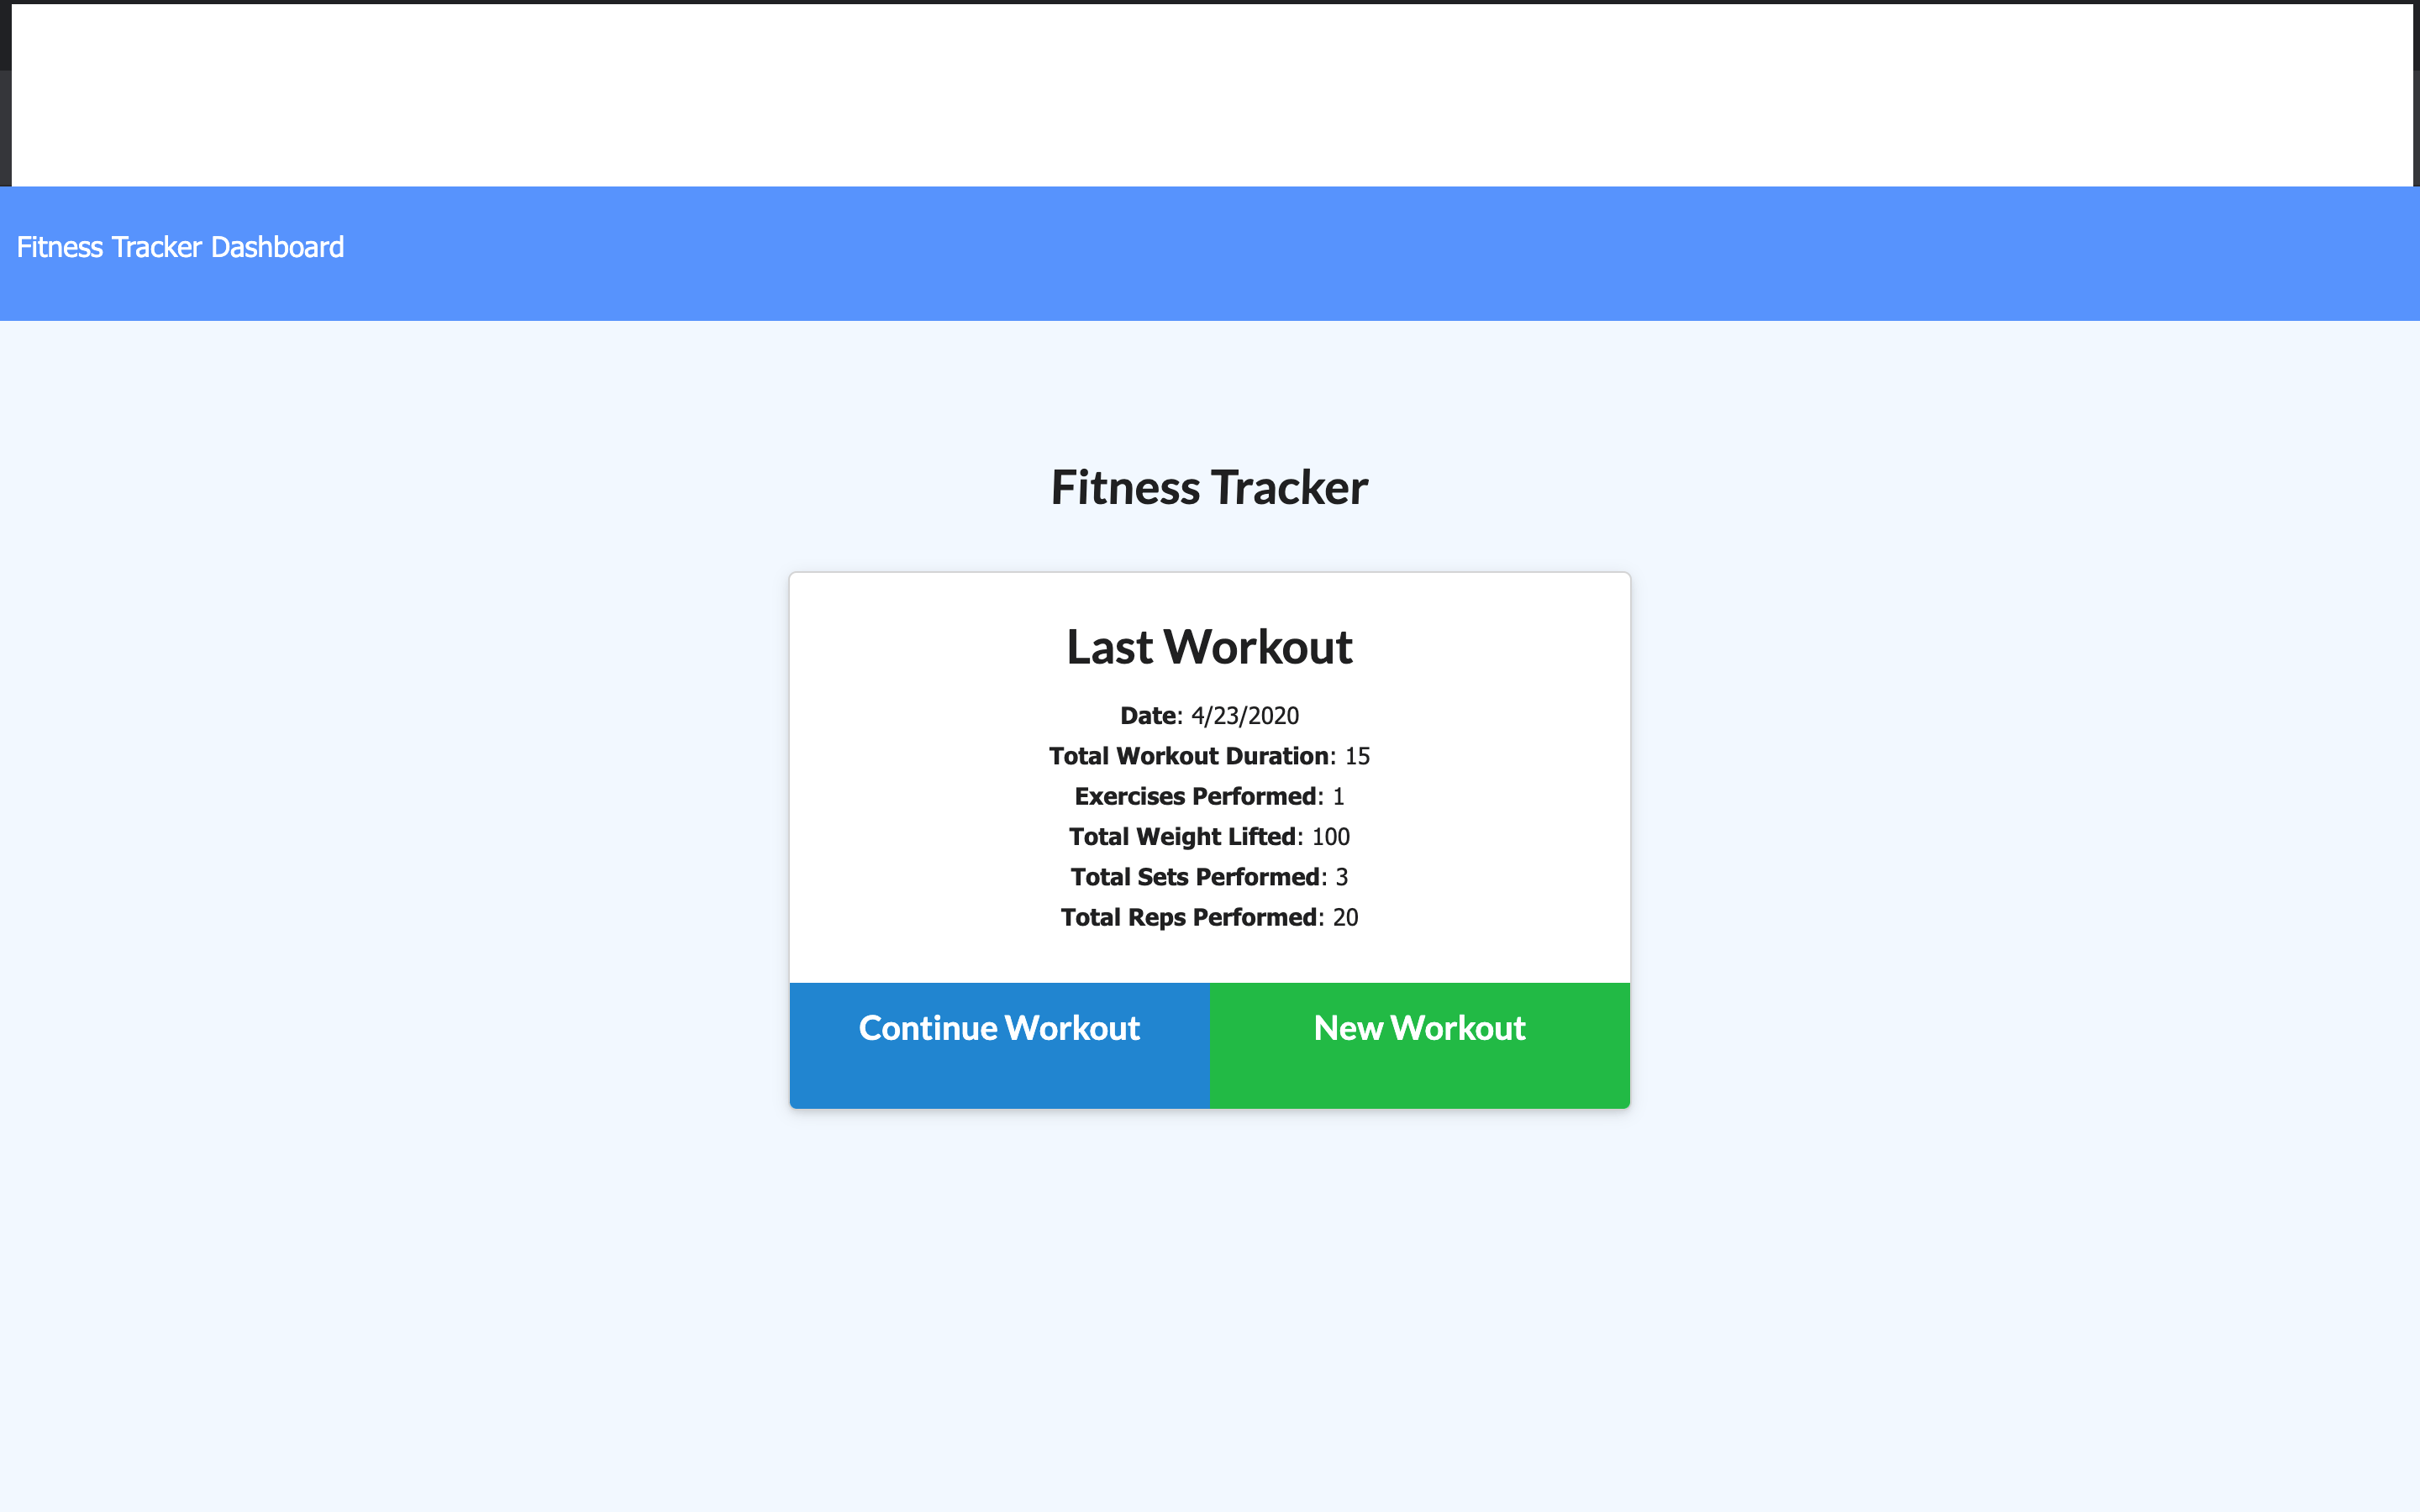 Fitness Tracker Dashboard
Fitness Tracker
Last Workout
Date: 4/23/2020
Total Workout Duration: 15
Exercises Performed: 1
Total Weight Lifted: 100
Total Sets Performed: 3
Total Reps Performed: 20
Continue Workout
New Workout